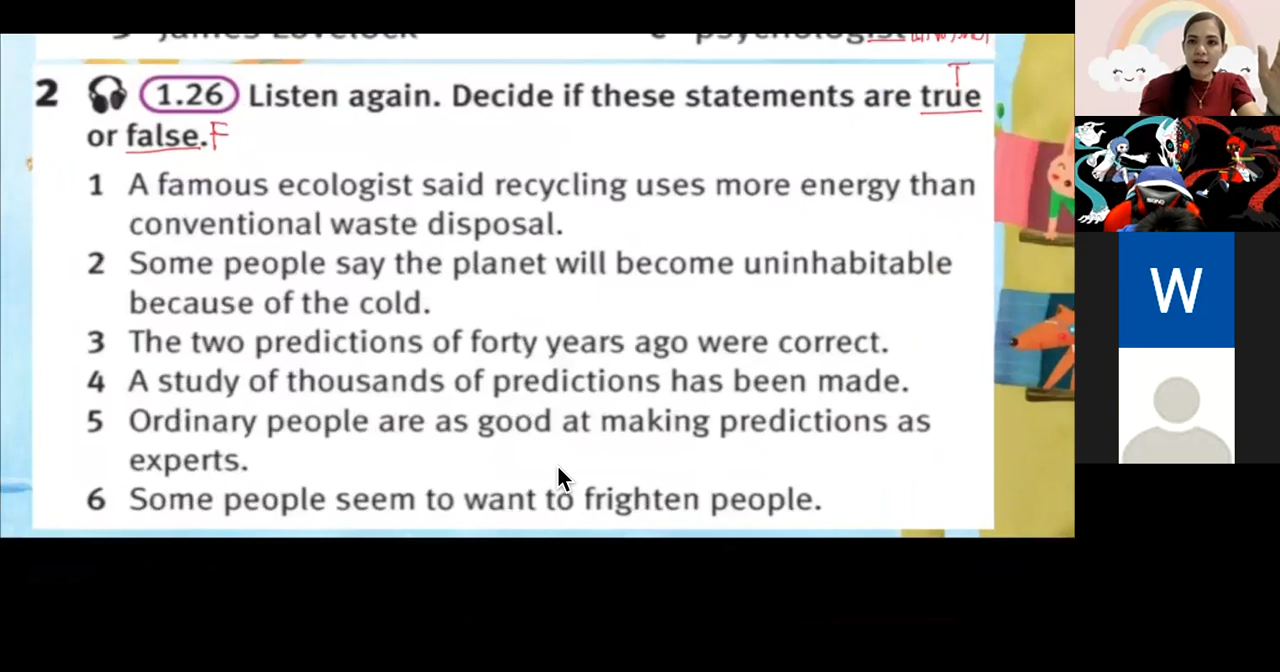 2 1.26 Listen again. Decide if these statements are true T
or false. F
1 A famous ecologist said recycling uses more energy than
conventional waste disposal.
2 Some people say the planet will become uninhabitable
because of the cold.
3 The two predictions of forty years ago were correct.
4 A study of thousands of predictions has been made.
5 Ordinary people are as good at making predictions as
experts.
6 Some people seem to want to frighten people.
W